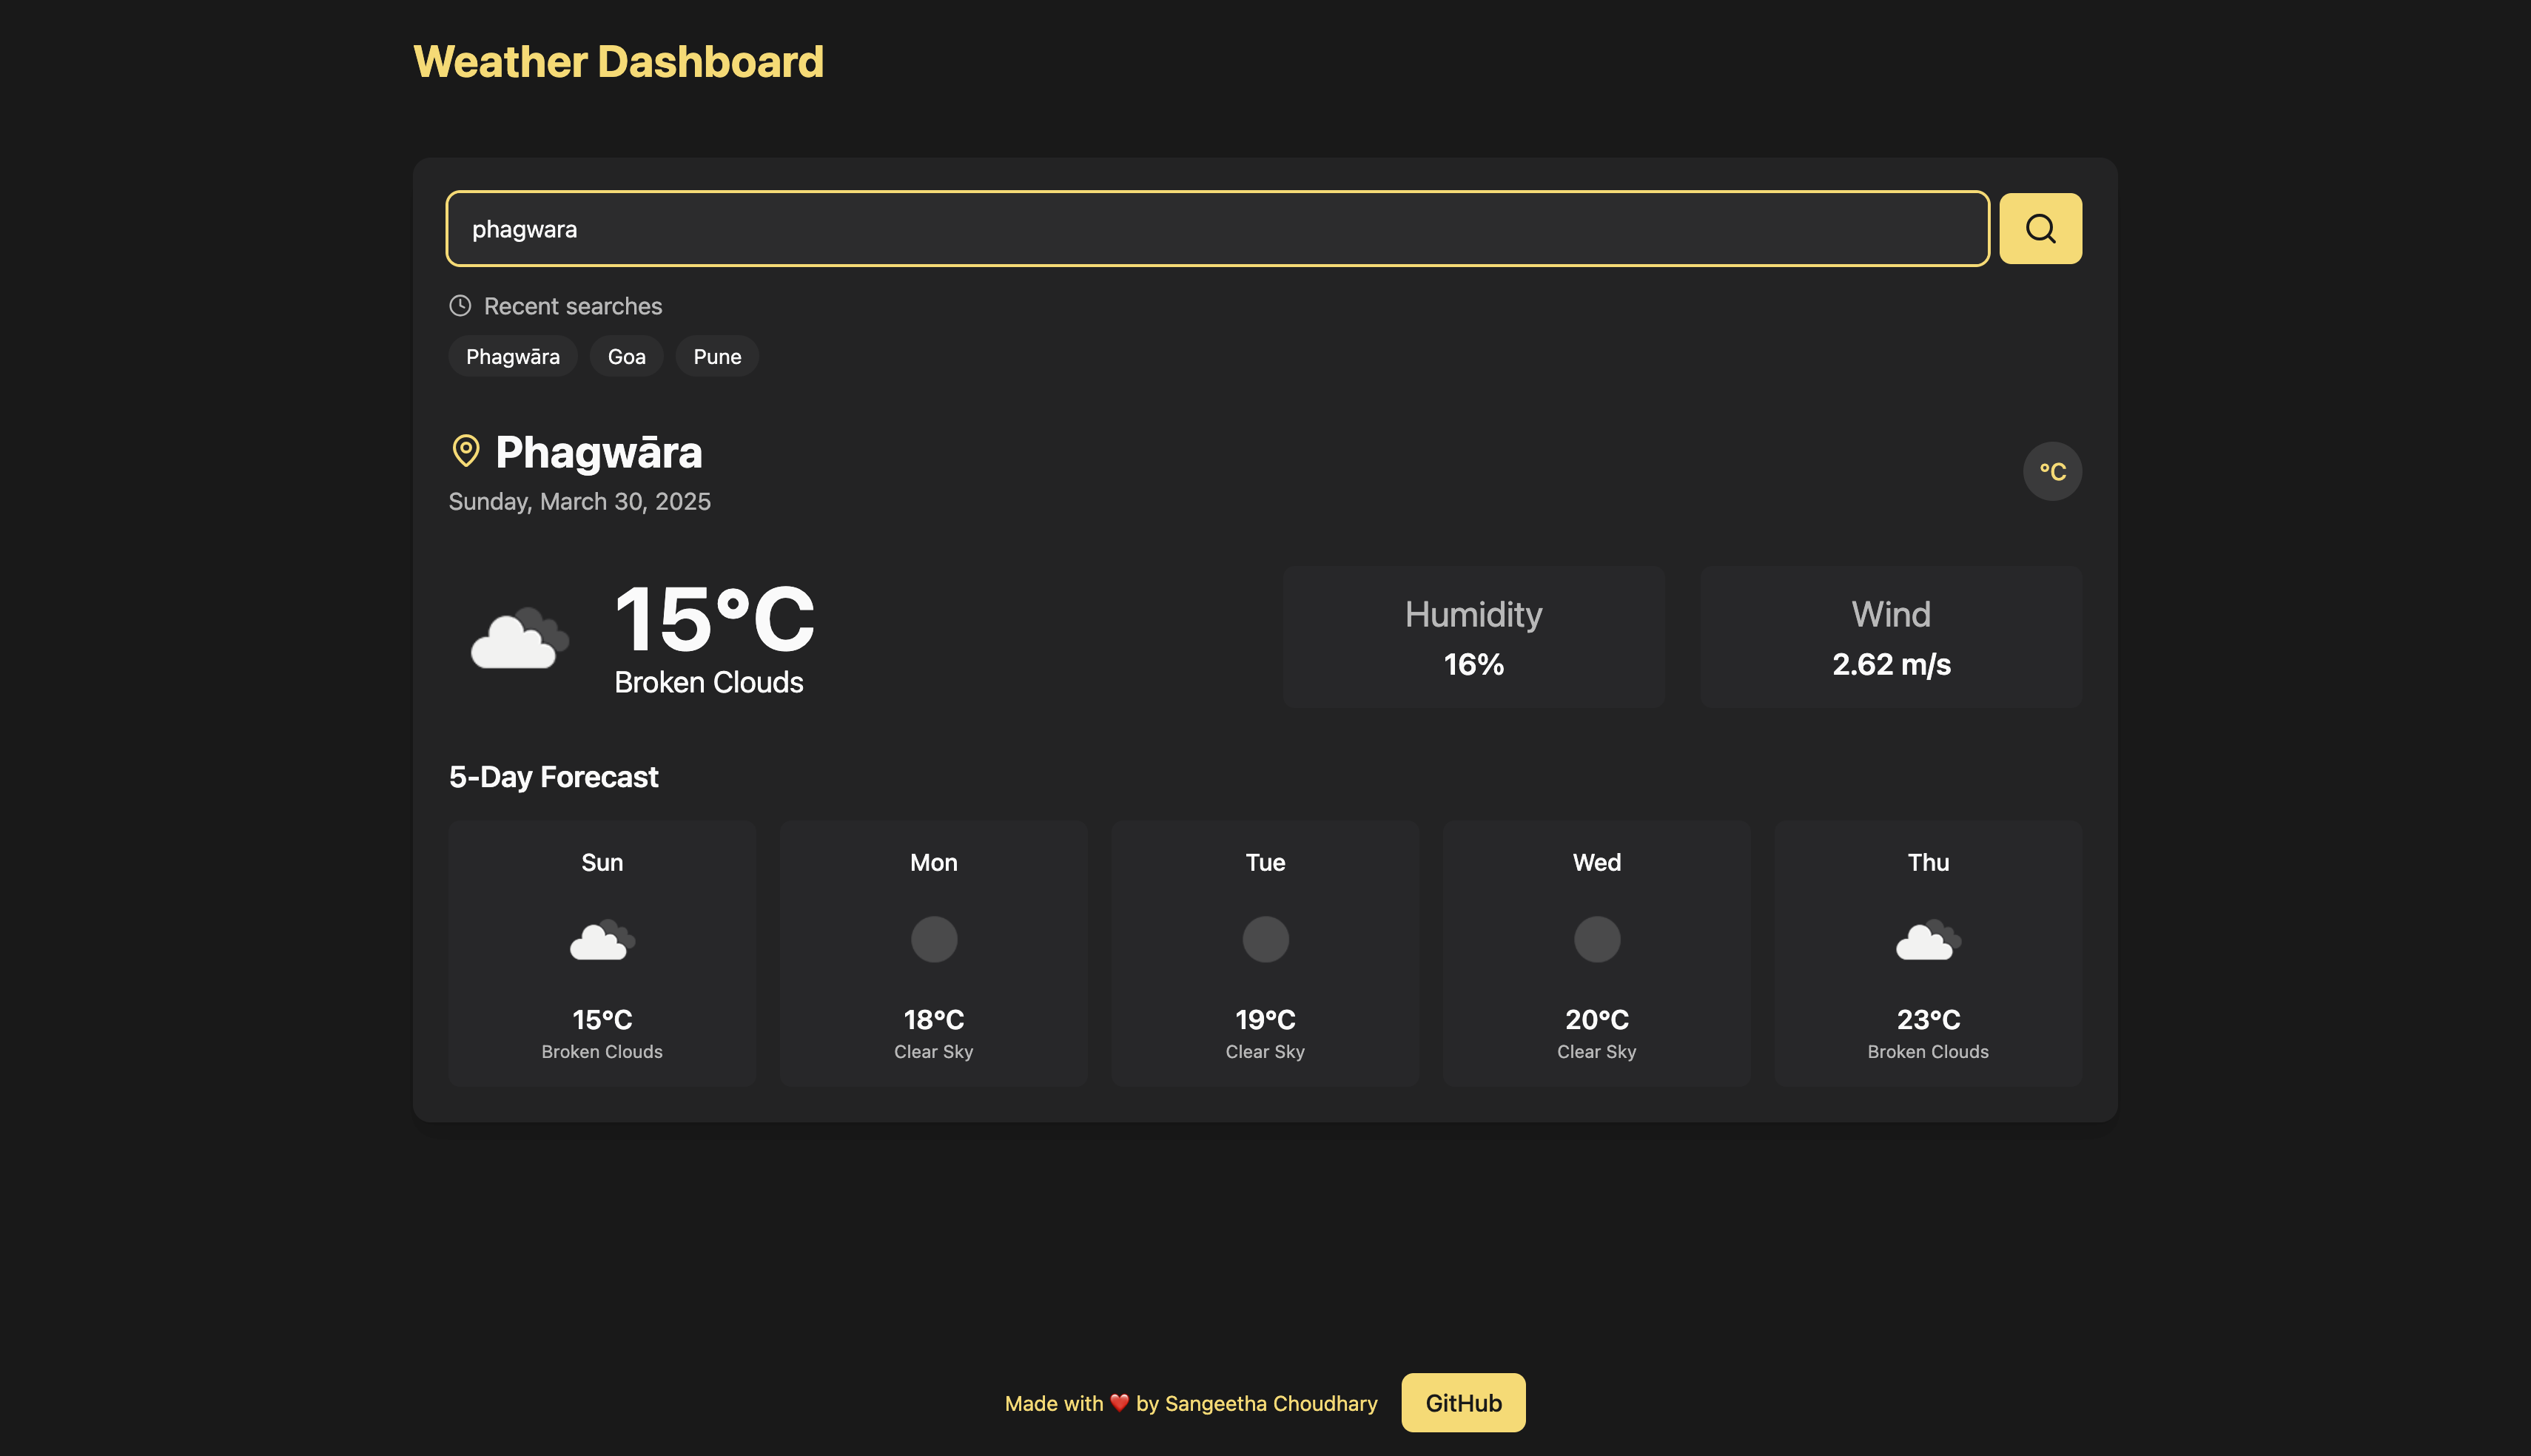 Weather Dashboard
phagwara
Recent searches
Phagwāra Goa Pune
Phagwāra
Sunday, March 30, 2025
°C
15°C
Broken Clouds
Humidity
16%
Wind
2.62 m/s
5-Day Forecast
Sun
15°C
Broken Clouds
Mon
18°C
Clear Sky
Tue
19°C
Clear Sky
Wed
20°C
Clear Sky
Thu
23°C
Broken Clouds
Made with ❤️ by Sangeetha Choudhary
GitHub